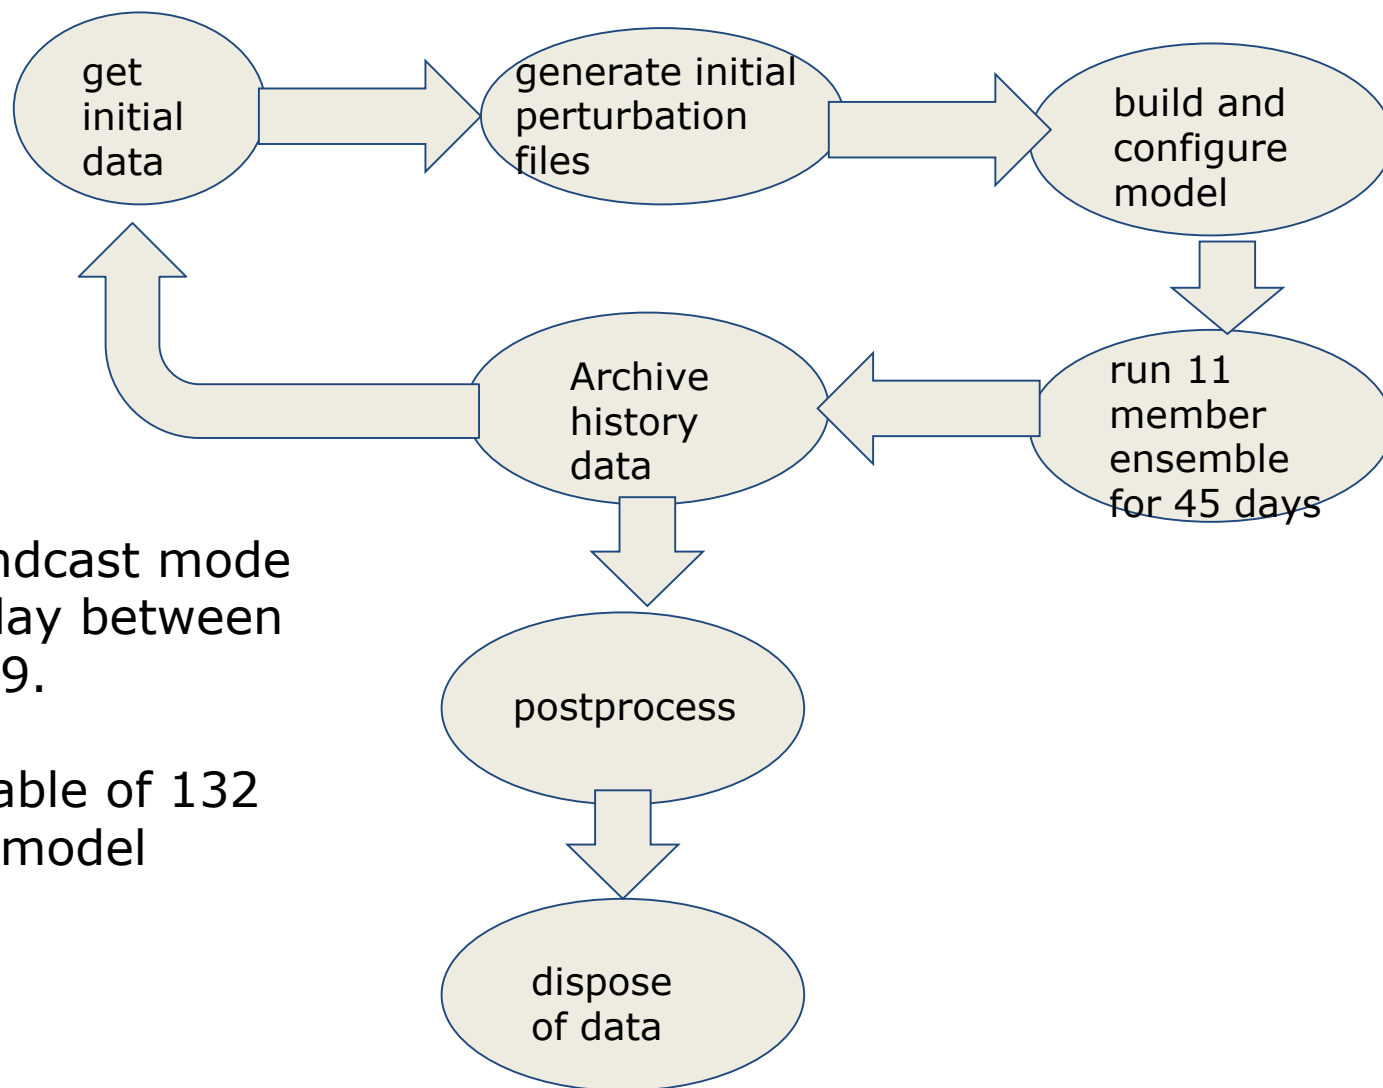 get
initial
data
generate initial
perturbation
files
build and
configure
model
run 11
member
ensemble
for 45 days
Archive
history
data
ndcast mode
lay between
9.
able of 132
model
postprocess
dispose
of data